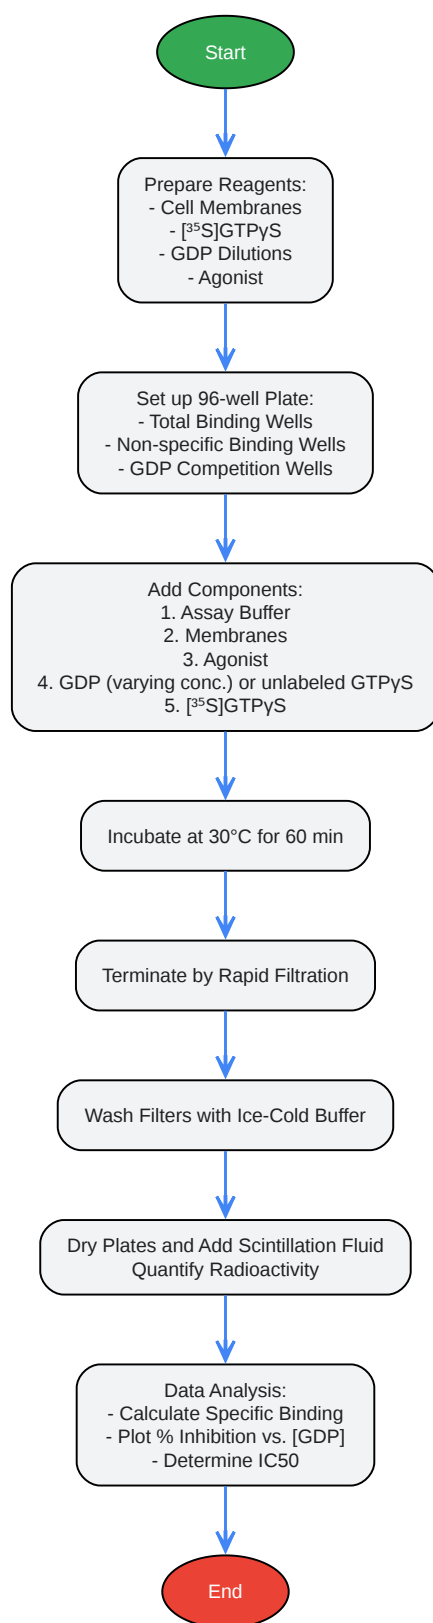 Start
Prepare Reagents:
- Cell Membranes
- [³⁵S]GTPγS
- GDP Dilutions
- Agonist
Set up 96-well Plate:
- Total Binding Wells
- Non-specific Binding Wells
- GDP Competition Wells
Add Components:
1. Assay Buffer
2. Membranes
3. Agonist
4. GDP (varying conc.) or unlabeled GTPγS
5. [³⁵S]GTPγS
Incubate at 30°C for 60 min
Terminate by Rapid Filtration
Wash Filters with Ice-Cold Buffer
Dry Plates and Add Scintillation Fluid
Quantify Radioactivity
Data Analysis:
- Calculate Specific Binding
- Plot % Inhibition vs. [GDP]
- Determine IC50
End